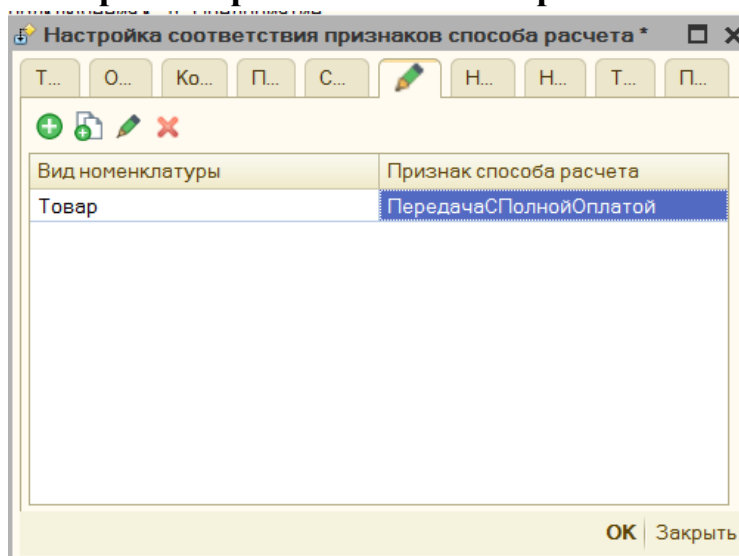 Настройка соответствия признаков способа расчета *
Т... О... Ко... П... С... Н... Н... Т... П...
Вид номенклатуры Признак способа расчета
Товар ПередачаСПолнойОплатой
ОК Закрыть